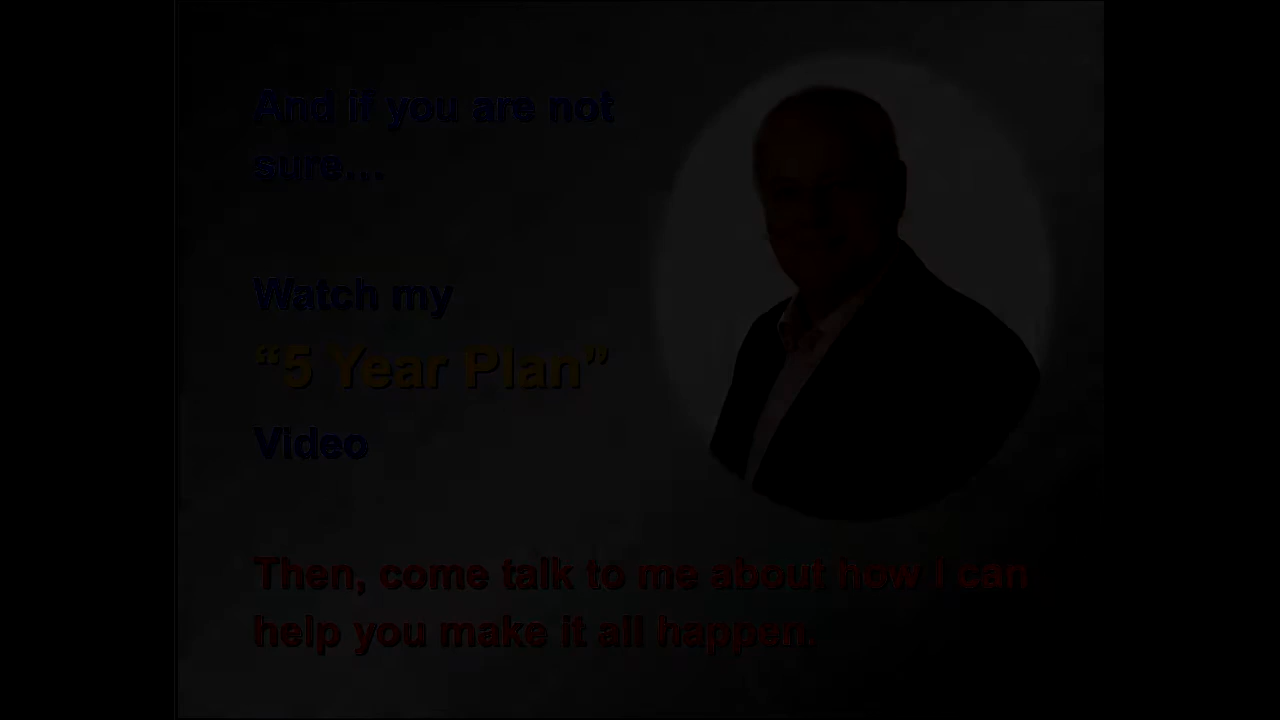 And if you are not
sure...
Watch my
“5 Year Plan”
Video
Then, come talk to me about how I can
help you make it all happen.